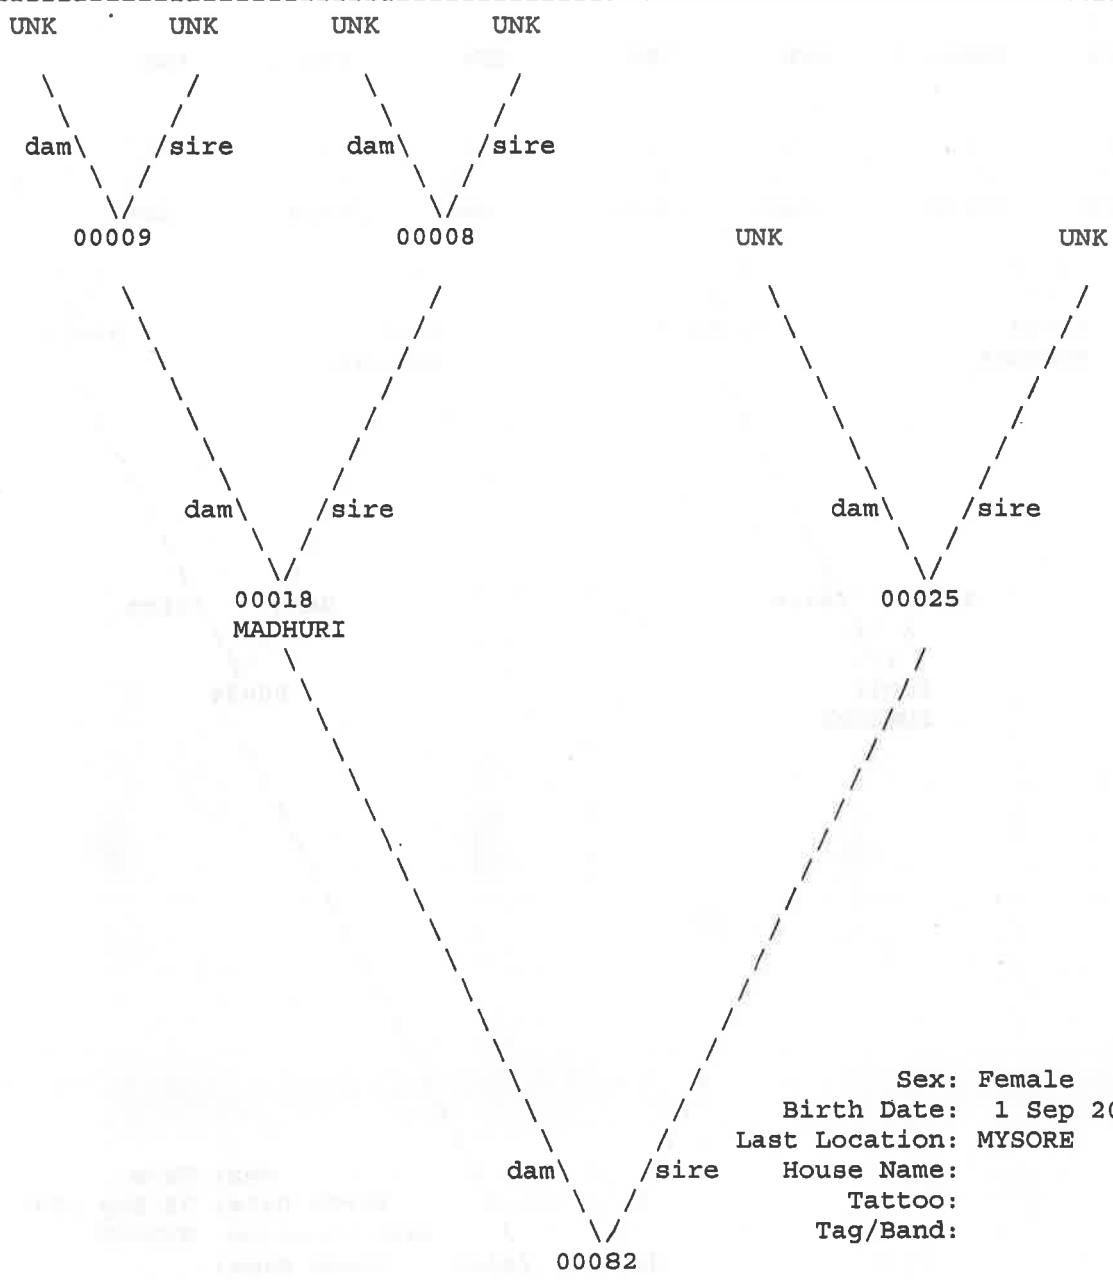 UNK UNK UNK UNK
dam sire dam sire
00009 00008 UNK UNK
dam sire dam sire
00018 00025
MADHURI
Sex: Female
Birth Date: 1 Sep 20
Last Location: MYSORE
dam sire House Name:
Tattoo:
Tag/Band:
00082